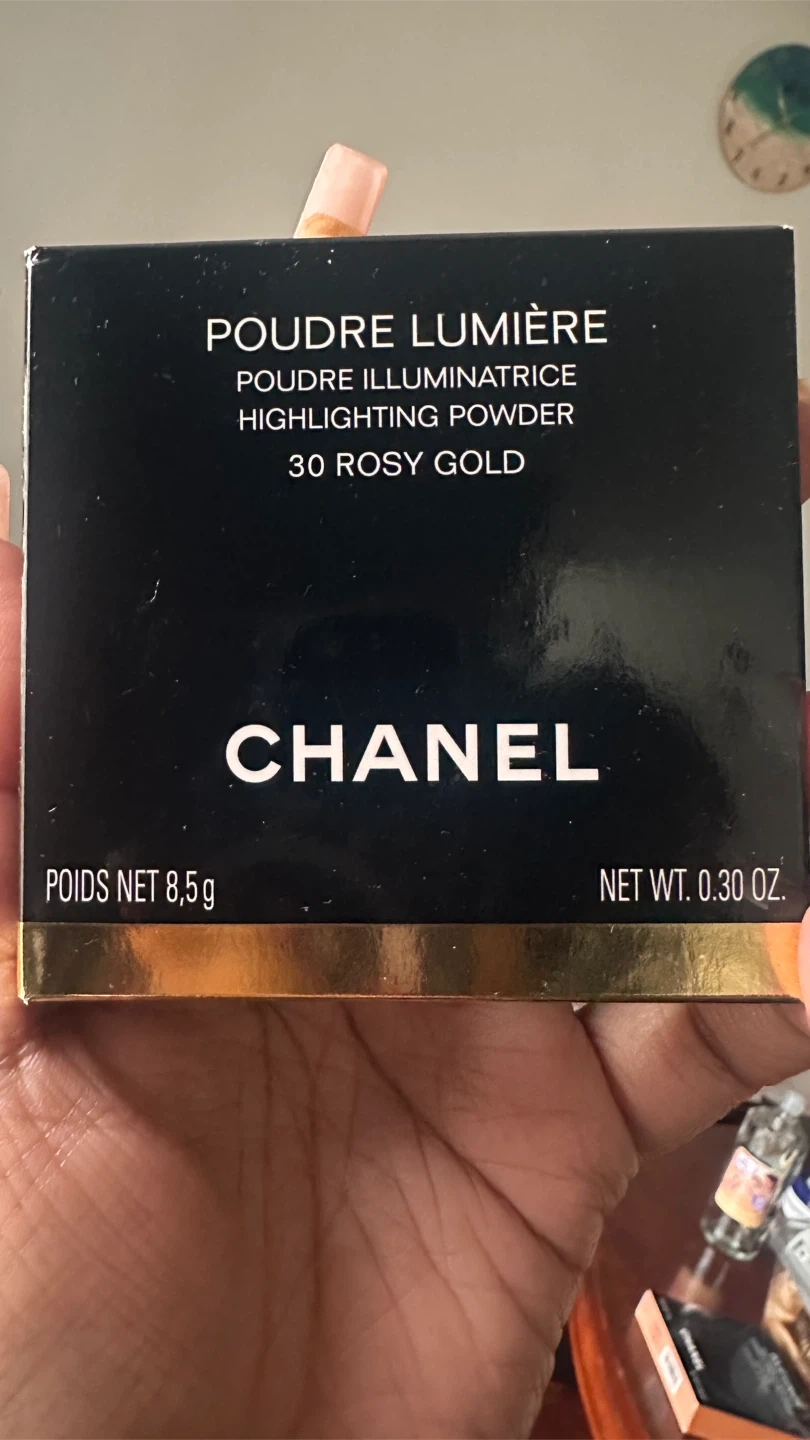 POUDRE LUMIÈRE
POUDRE ILLUMINATRICE
HIGHLIGHTING POWDER
30 ROSY GOLD
CHANEL
POIDS NET 8,5 g
NET WT. 0.30 OZ.